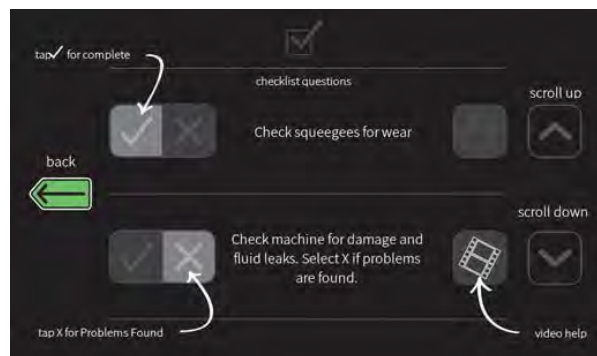 tap✓ for complete
checklist questions
scroll up
Check squeegees for wear
back
scroll down
Check machine for damage and
fluid leaks. Select X if problems
are found.
tap X for Problems Found
video help